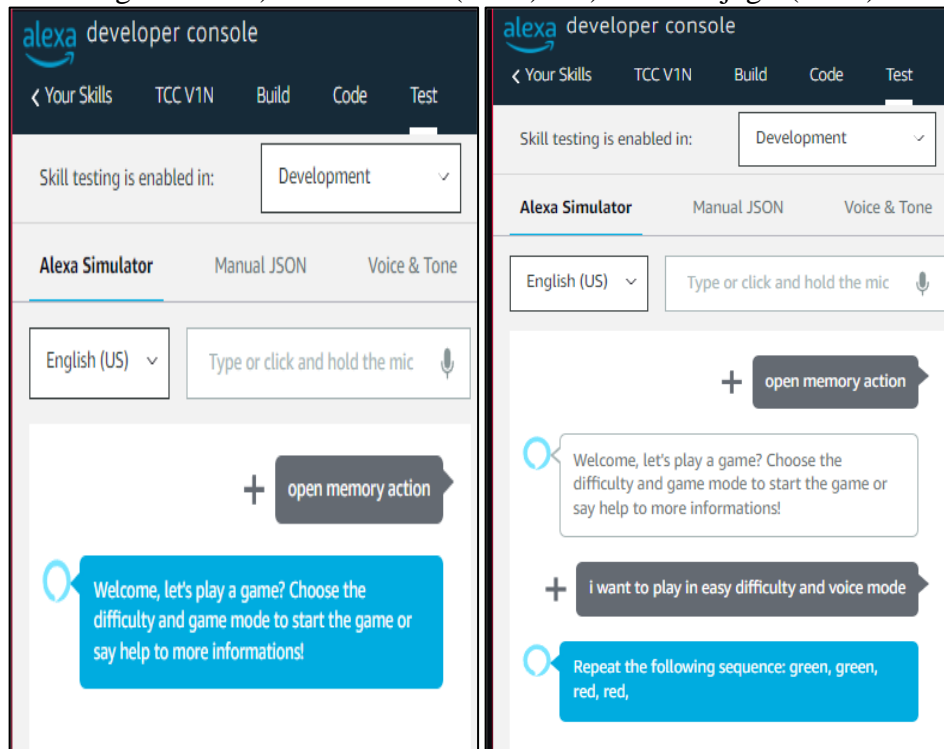 alexa developer console
Your Skills TCC V1N Build Code Test
Skill testing is enabled in: Development
Alexa Simulator Manual JSON Voice & Tone
English (US) Type or click and hold the mic
open memory action
Welcome, let's play a game? Choose the
difficulty and game mode to start the game or
say help to more informations!
alexa developer console
Your Skills TCC V1N Build Code Test
Skill testing is enabled in: Development
Alexa Simulator Manual JSON Voice & Tone
English (US) Type or click and hold the mic
open memory action
Welcome, let's play a game? Choose the
difficulty and game mode to start the game or
say help to more informations!
i want to play in easy difficulty and voice mode
Repeat the following sequence: green, green,
red, red,